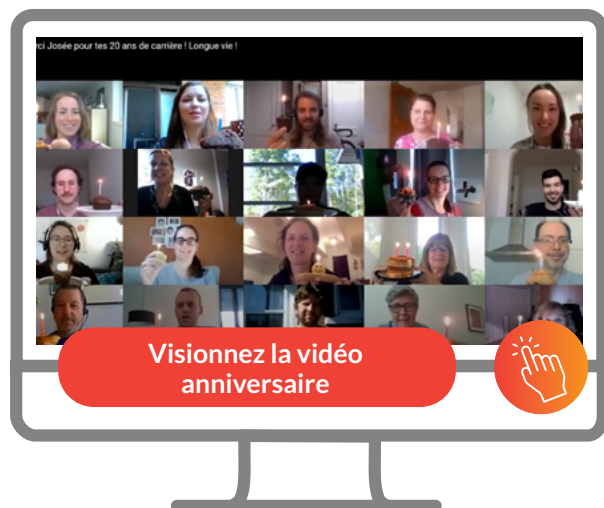 rci Josée pour tes 20 ans de carrière ! Longue vie !
Visionnez la vidéo
anniversaire